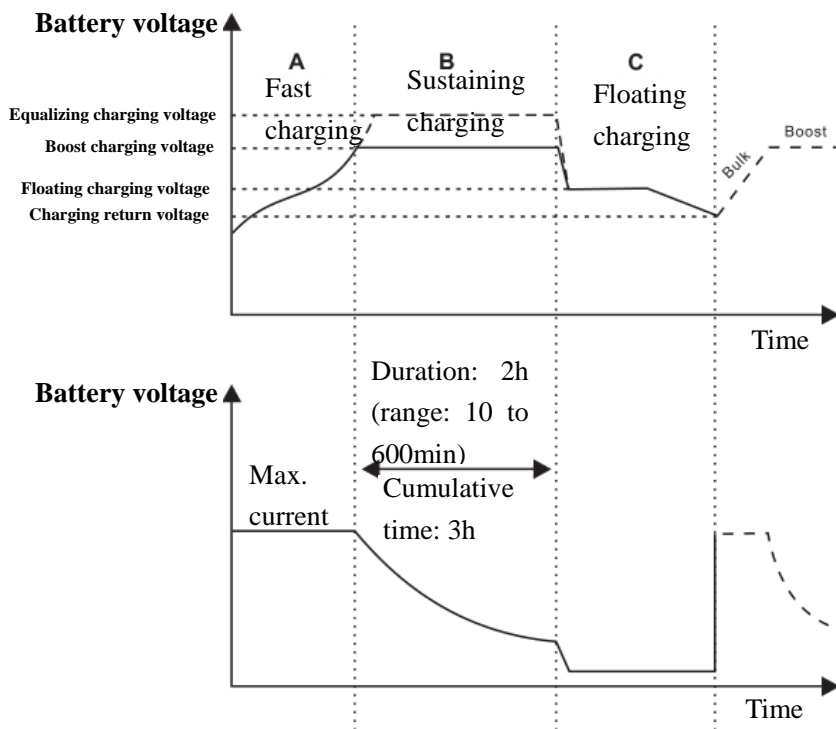 Battery voltage
A
B
C
Fast
charging
Sustaining
charging
Floating
charging
Equalizing charging voltage
Boost charging voltage
Floating charging voltage
Charging return voltage
Bulk
Boost
Time
Battery voltage
Duration: 2h
(range: 10 to
600min)
Max.
current
Cumulative
time: 3h
Time